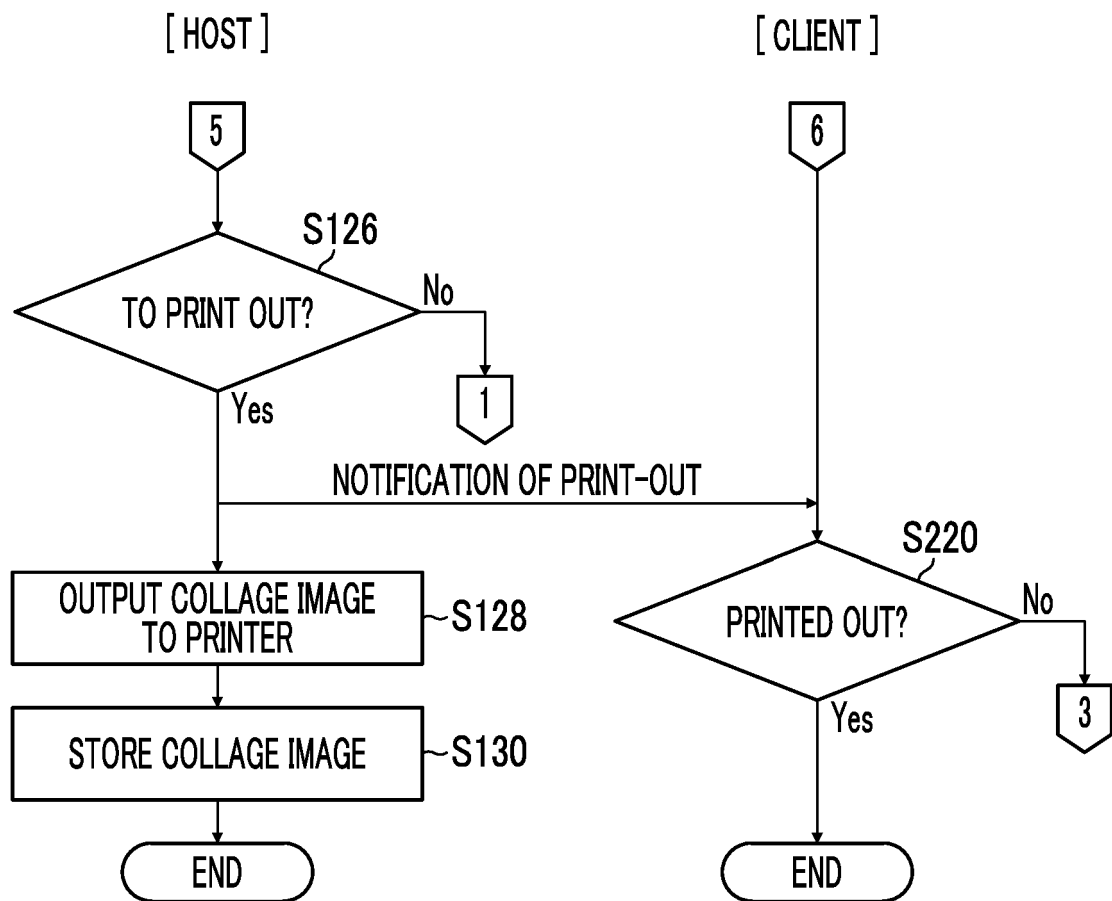 [ HOST ]
[ CLIENT ]
5
6
S126
TO PRINT OUT?
No
1
Yes
NOTIFICATION OF PRINT-OUT
S220
OUTPUT COLLAGE IMAGE
TO PRINTER
S128
PRINTED OUT?
No
3
Yes
STORE COLLAGE IMAGE
S130
END
END